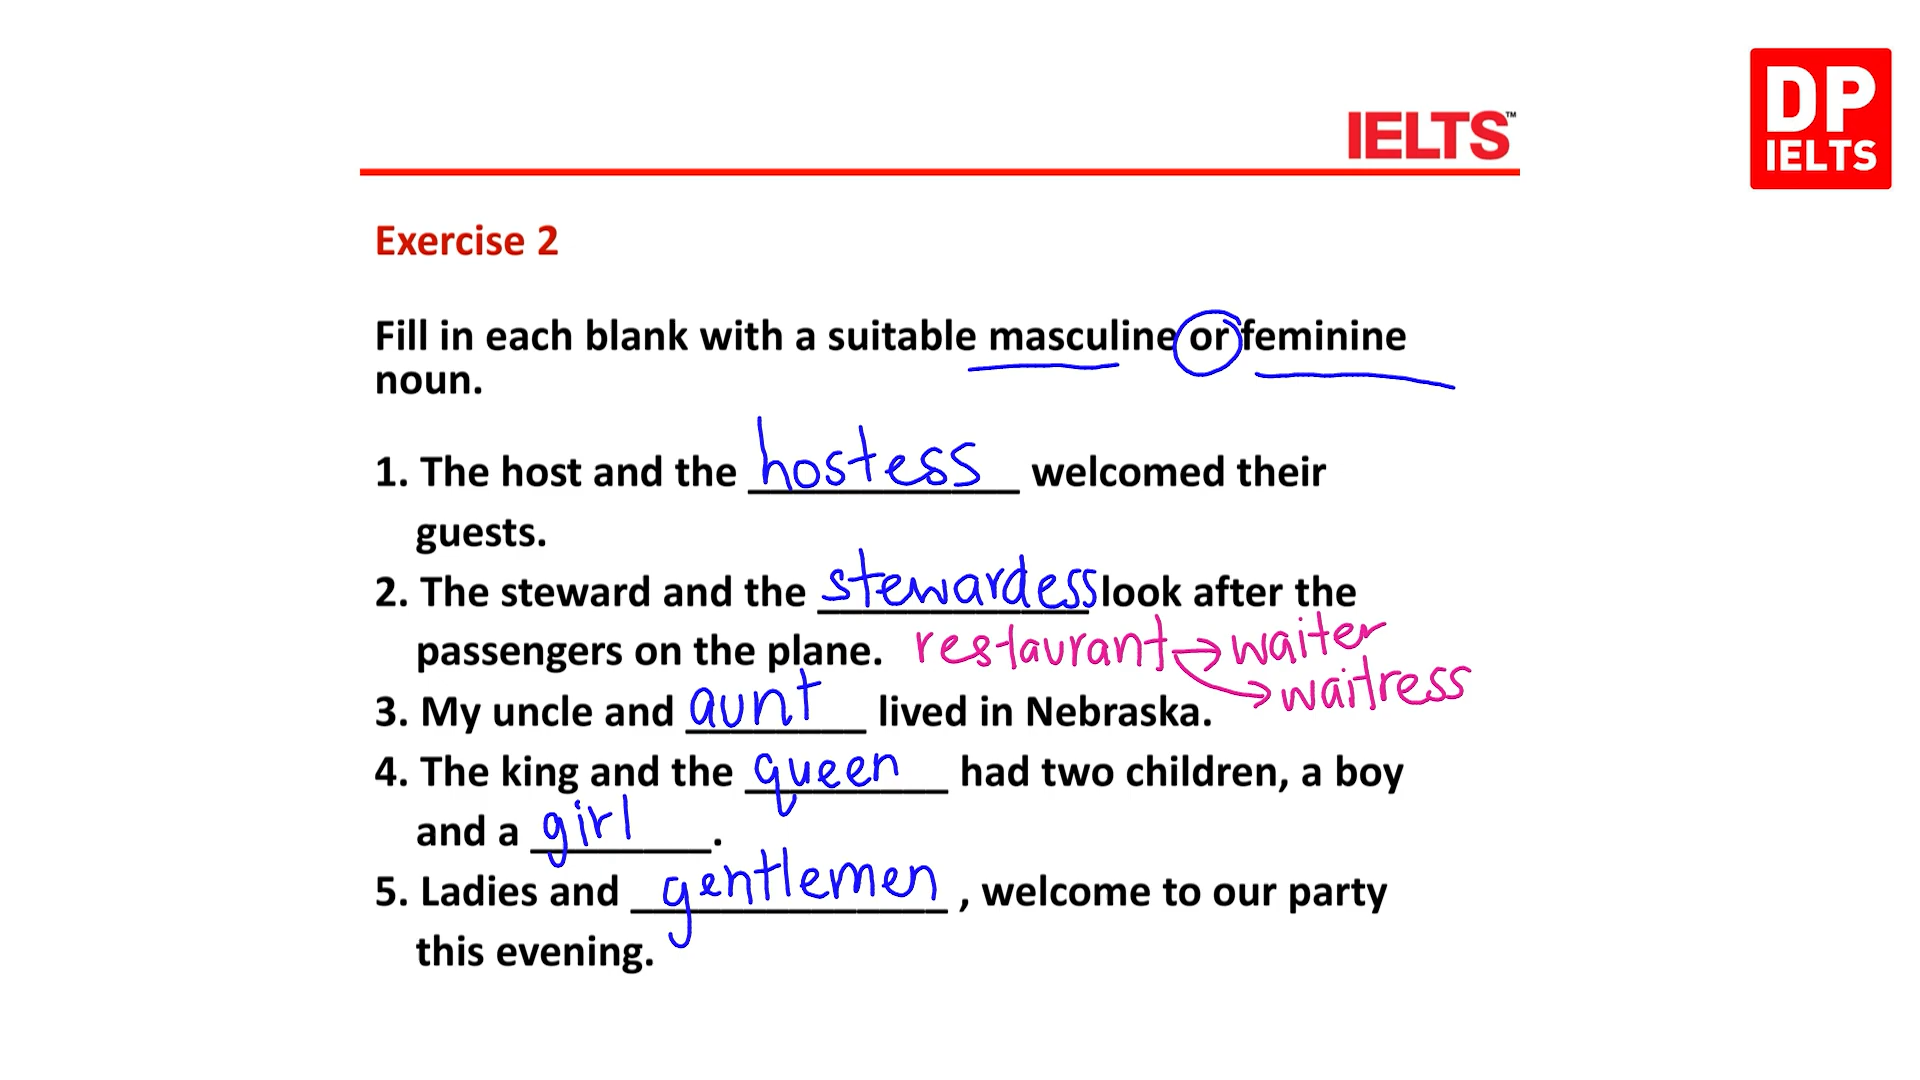 DP
IELTS
IELTS™
Exercise 2
Fill in each blank with a suitable masculine or feminine
noun.
1. The host and the hostess welcomed their
guests.
2. The steward and the stewardess look after the
passengers on the plane. restaurant → waiter
→ waitress
3. My uncle and aunt lived in Nebraska.
4. The king and the queen had two children, a boy
and a girl.
5. Ladies and gentlemen, welcome to our party
this evening.